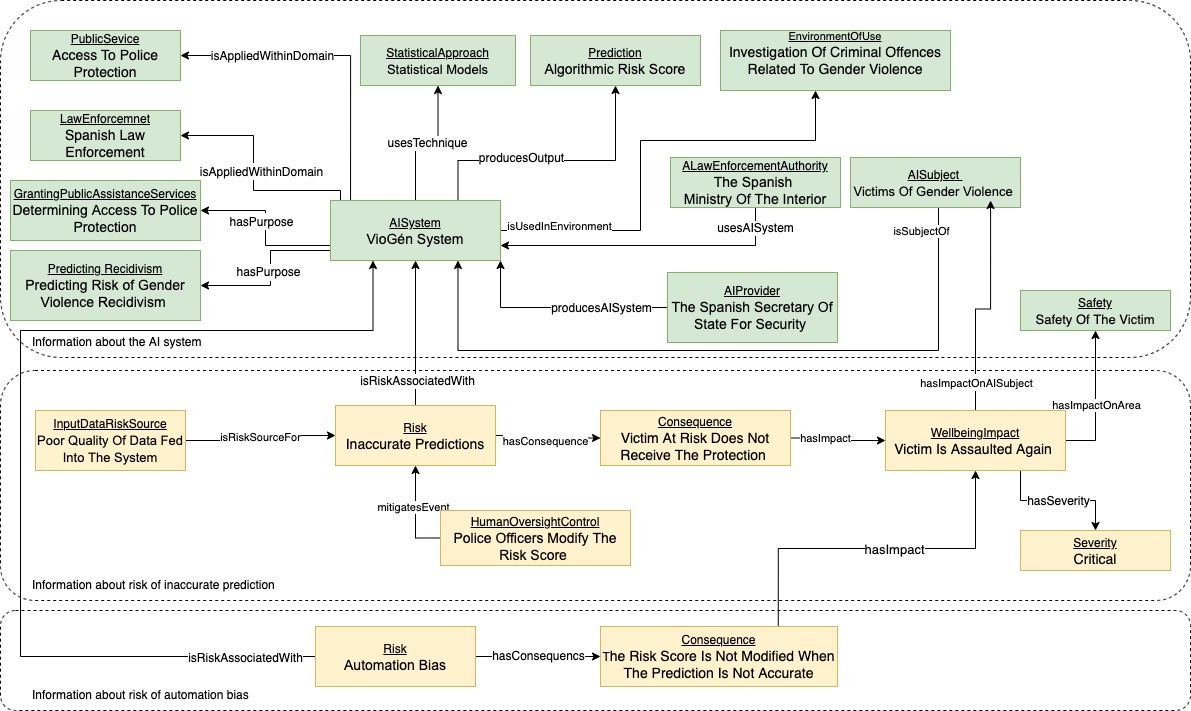 PublicSevice
Access To Police
Protection
isAppliedWithinDomain
StatisticalApproach
Statistical Models
Prediction
Algorithmic Risk Score
EnvironmentOfUse
Investigation Of Criminal Offences
Related To Gender Violence
LawEnforcemnet
Spanish Law
Enforcement
isAppliedWithinDomain
usesTechnique
producesOutput
ALawEnforcementAuthority
The Spanish
Ministry Of The Interior
AISubject
Victims Of Gender Violence
GrantingPublicAssistanceServices
Determining Access To Police
Protection
hasPurpose
AISystem
VioGén System
isUsedInEnvironment
usesAISystem
isSubjectOf
Predicting Recidivism
Predicting Risk of Gender
Violence Recidivism
hasPurpose
producesAISystem
AIProvider
The Spanish Secretary Of
State For Security
Safety
Safety Of The Victim
Information about the AI system
isRiskAssociatedWith
hasImpactOnAISubject
hasImpactOnArea
InputDataRiskSource
Poor Quality Of Data Fed
Into The System
isRiskSourceFor
Risk
Inaccurate Predictions
hasConsequence
Consequence
Victim At Risk Does Not
Receive The Protection
hasImpact
WellbeingImpact
Victim Is Assaulted Again
mitigatesEvent
HumanOversightControl
Police Officers Modify The
Risk Score
hasSeverity
Severity
Critical
hasImpact
Information about risk of inaccurate prediction
isRiskAssociatedWith
Risk
Automation Bias
hasConsequencs
Consequence
The Risk Score Is Not Modified When
The Prediction Is Not Accurate
Information about risk of automation bias